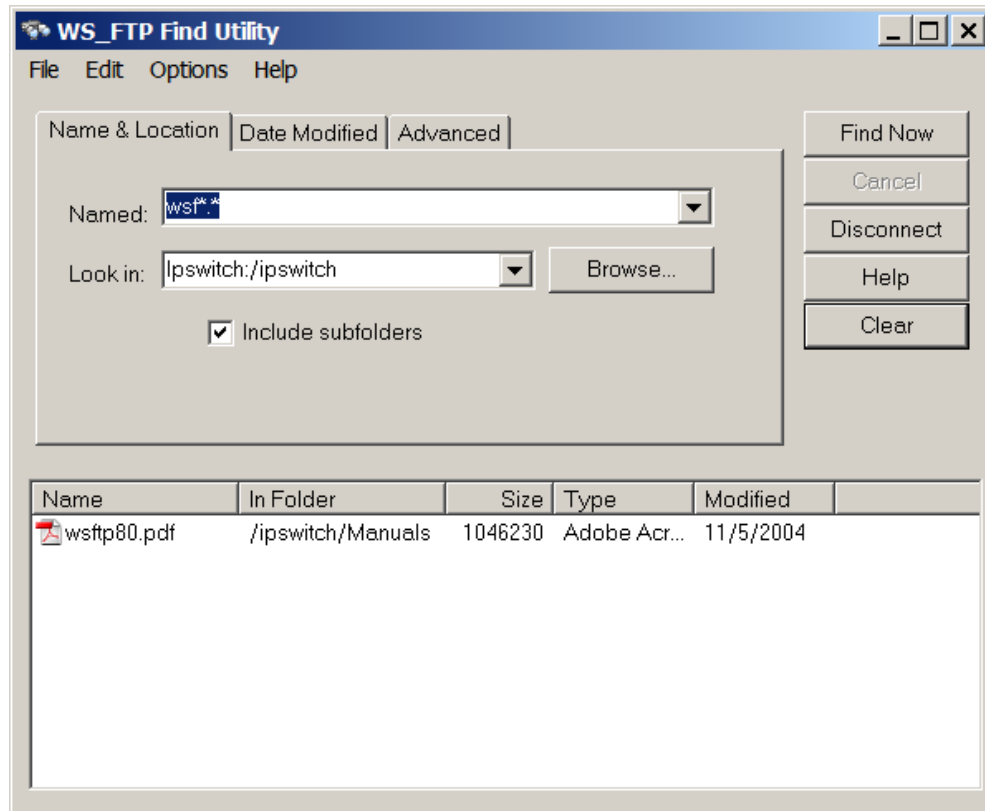 WS_FTP Find Utility
File Edit Options Help
Name & Location Date Modified Advanced
Find Now
Cancel
Named: wsf*.*
Disconnect
Look in: Ipswitch:/ipswitch Browse...
Help
Include subfolders
Clear
Name In Folder Size Type Modified
wsftp80.pdf /ipswitch/Manuals 1046230 Adobe Acr... 11/5/2004